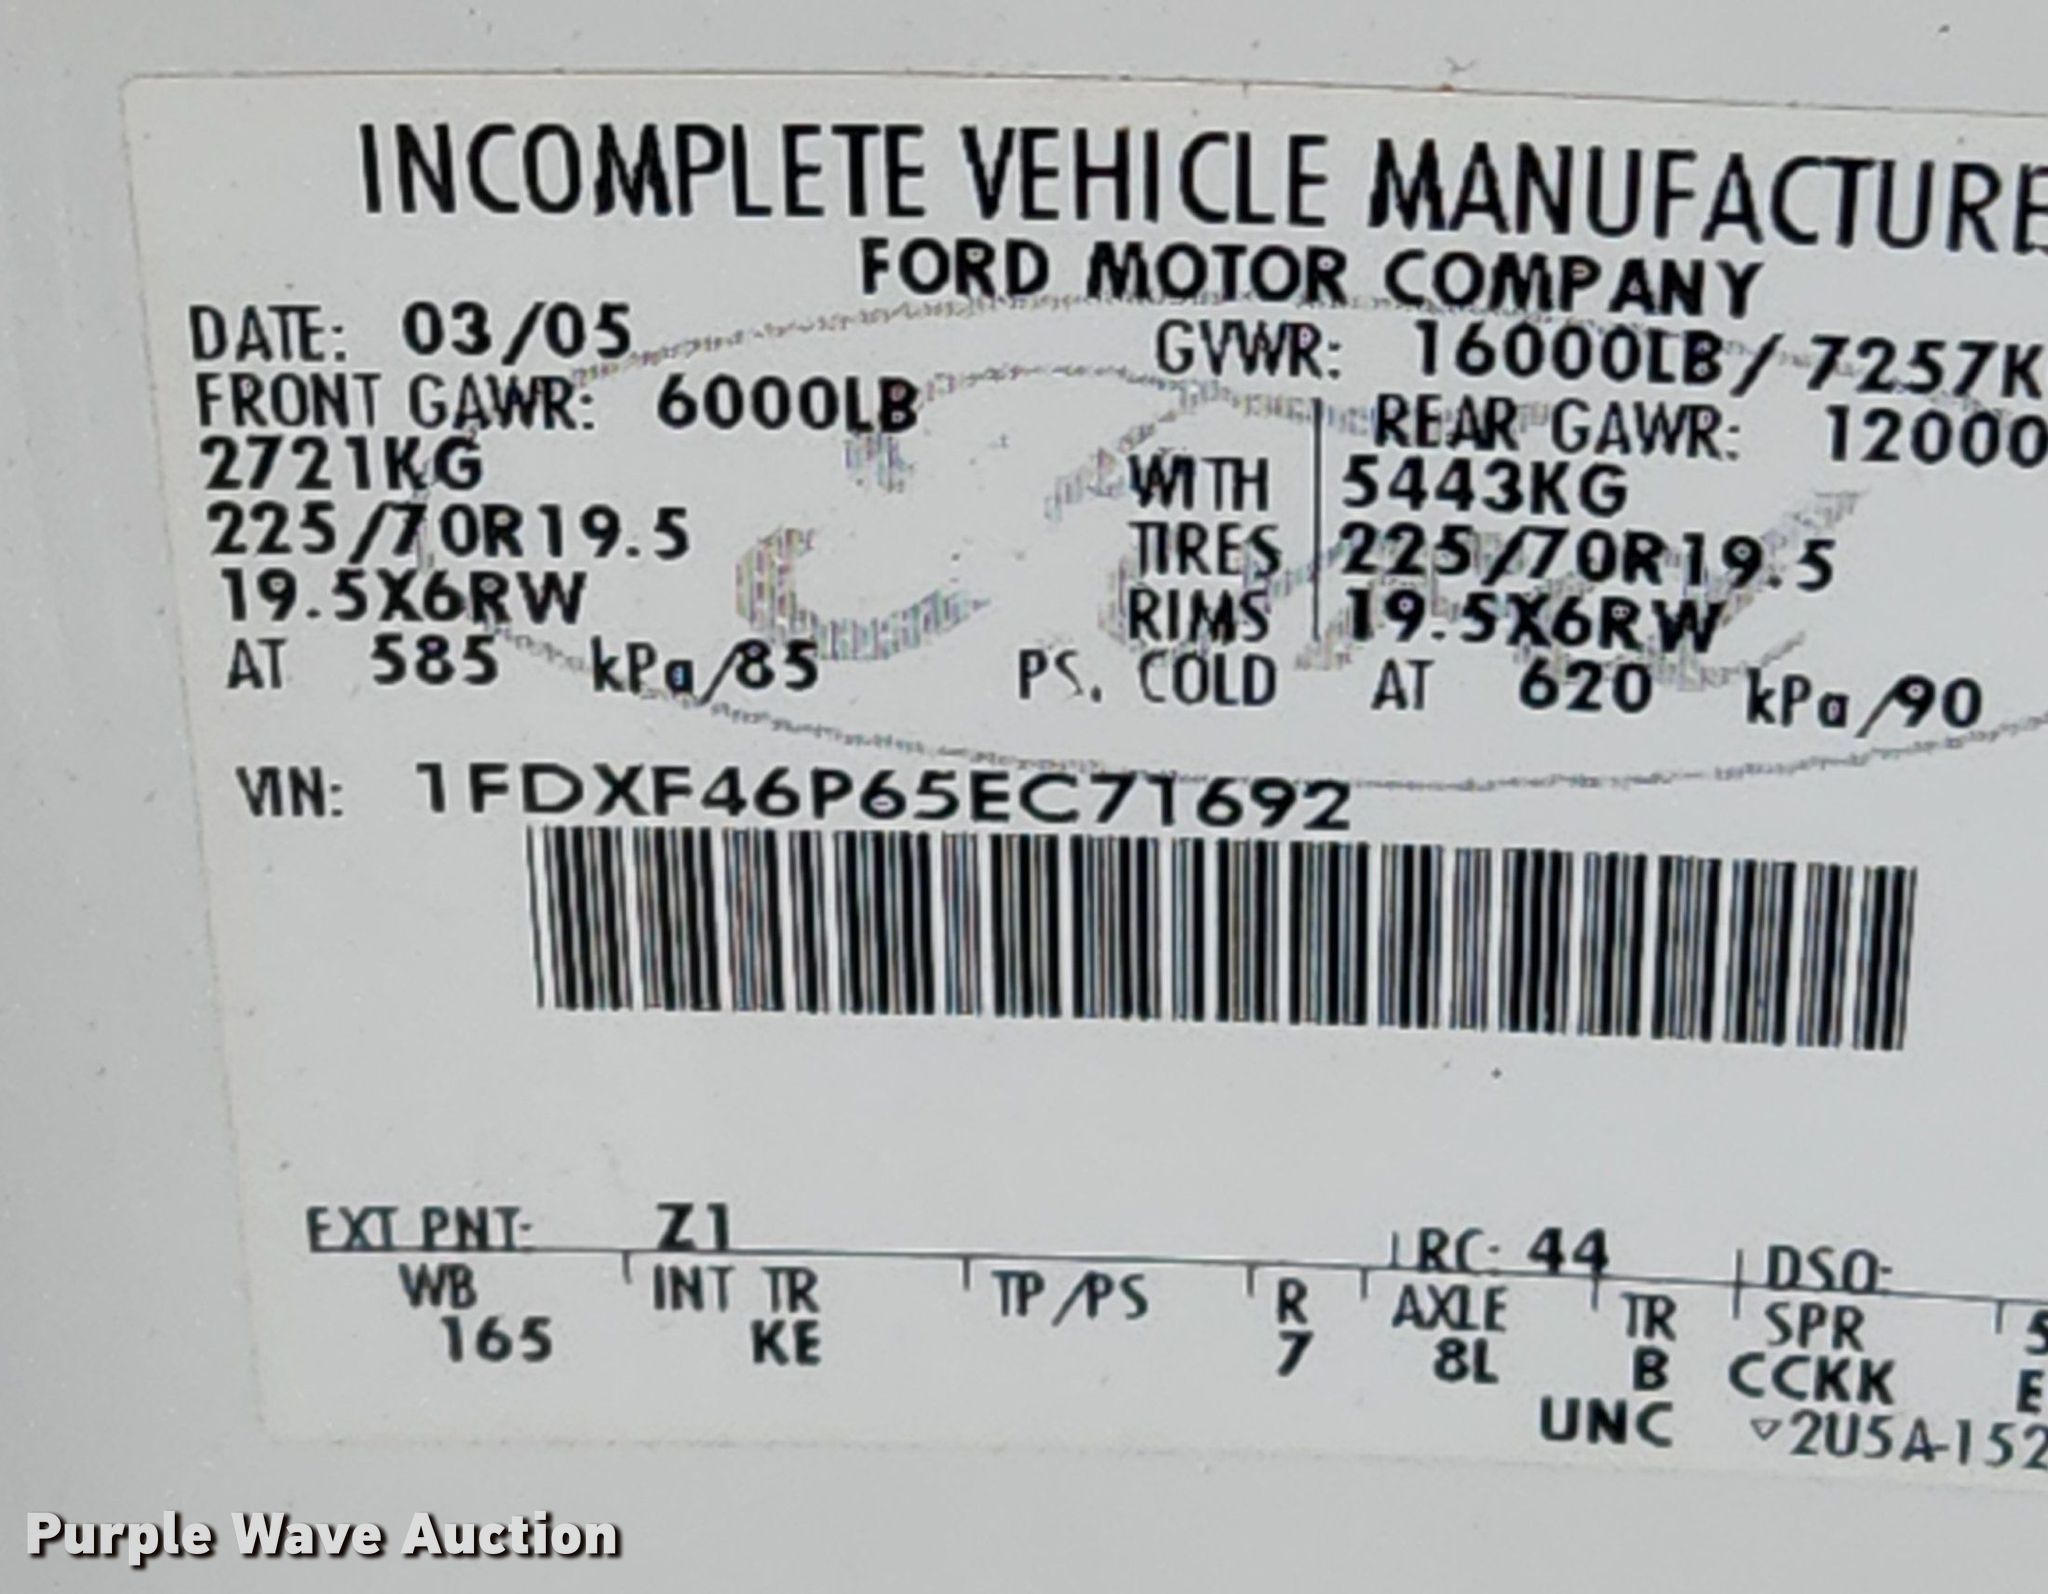 INCOMPLETE VEHICLE MANUFACTURE
FORD MOTOR COMPANY
DATE: 03/05 GVWR: 16000LB/ 7257K
FRONT GAWR: 6000LB REAR GAWR: 12000
2721KG WITH 5443KG
225/70R19.5 TIRES 225/70R19.5
19.5X6RW RIMS 19.5X6RW
AT 585 kPa/85 PS. COLD AT 620 kPa/90
VIN: 1FDXF46P65EC71692
EXT PNT: Z1 RC: 44 DSO:
WB INT TR TP/PS R AXLE TR SPR 5
165 KE 7 8L B CCKK E
UNC ▽2U5A-152
Purple Wave Auction